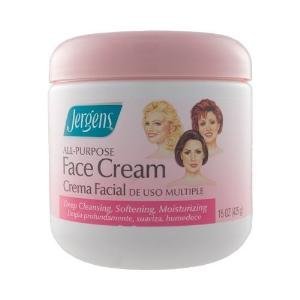 Jergens
ALL-PURPOSE
Face Cream
Crema Facial DE USO MULTIPLE
Deep Cleansing, Softening, Moisturizing
Limpia profundamente, suaviza, humedece
15 OZ (425 g)